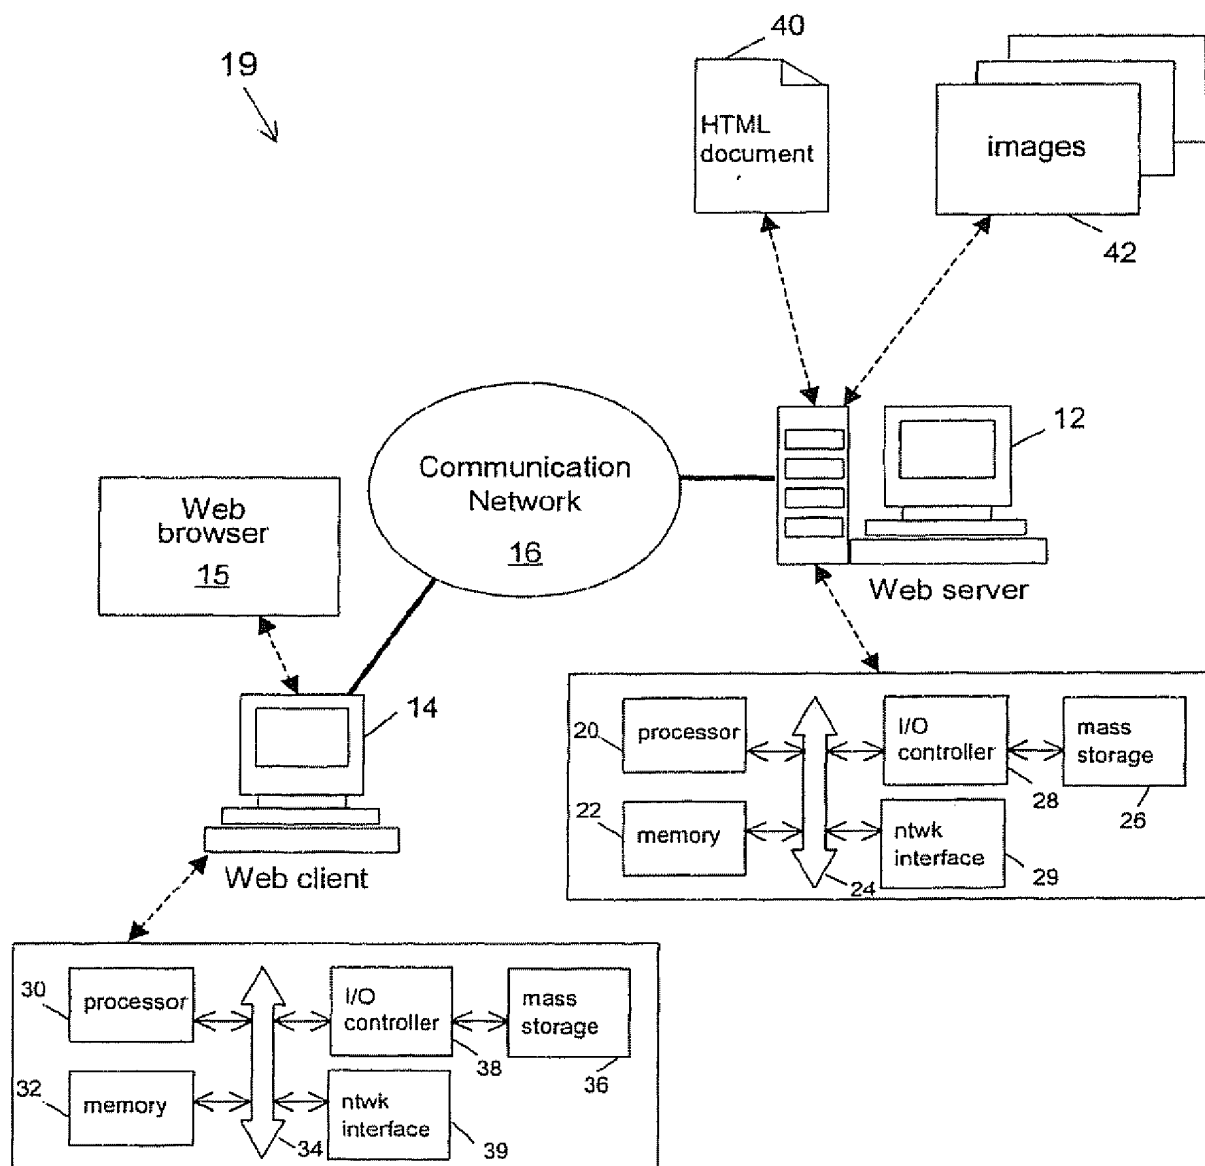 19
40
HTML
document
images
42
12
Communication
Network
16
Web
browser
15
Web server
14
Web client
20
processor
I/O
controller
mass
storage
28
26
22
memory
ntwk
interface
24
29
30
processor
I/O
controller
mass
storage
38
36
32
memory
ntwk
interface
34
39